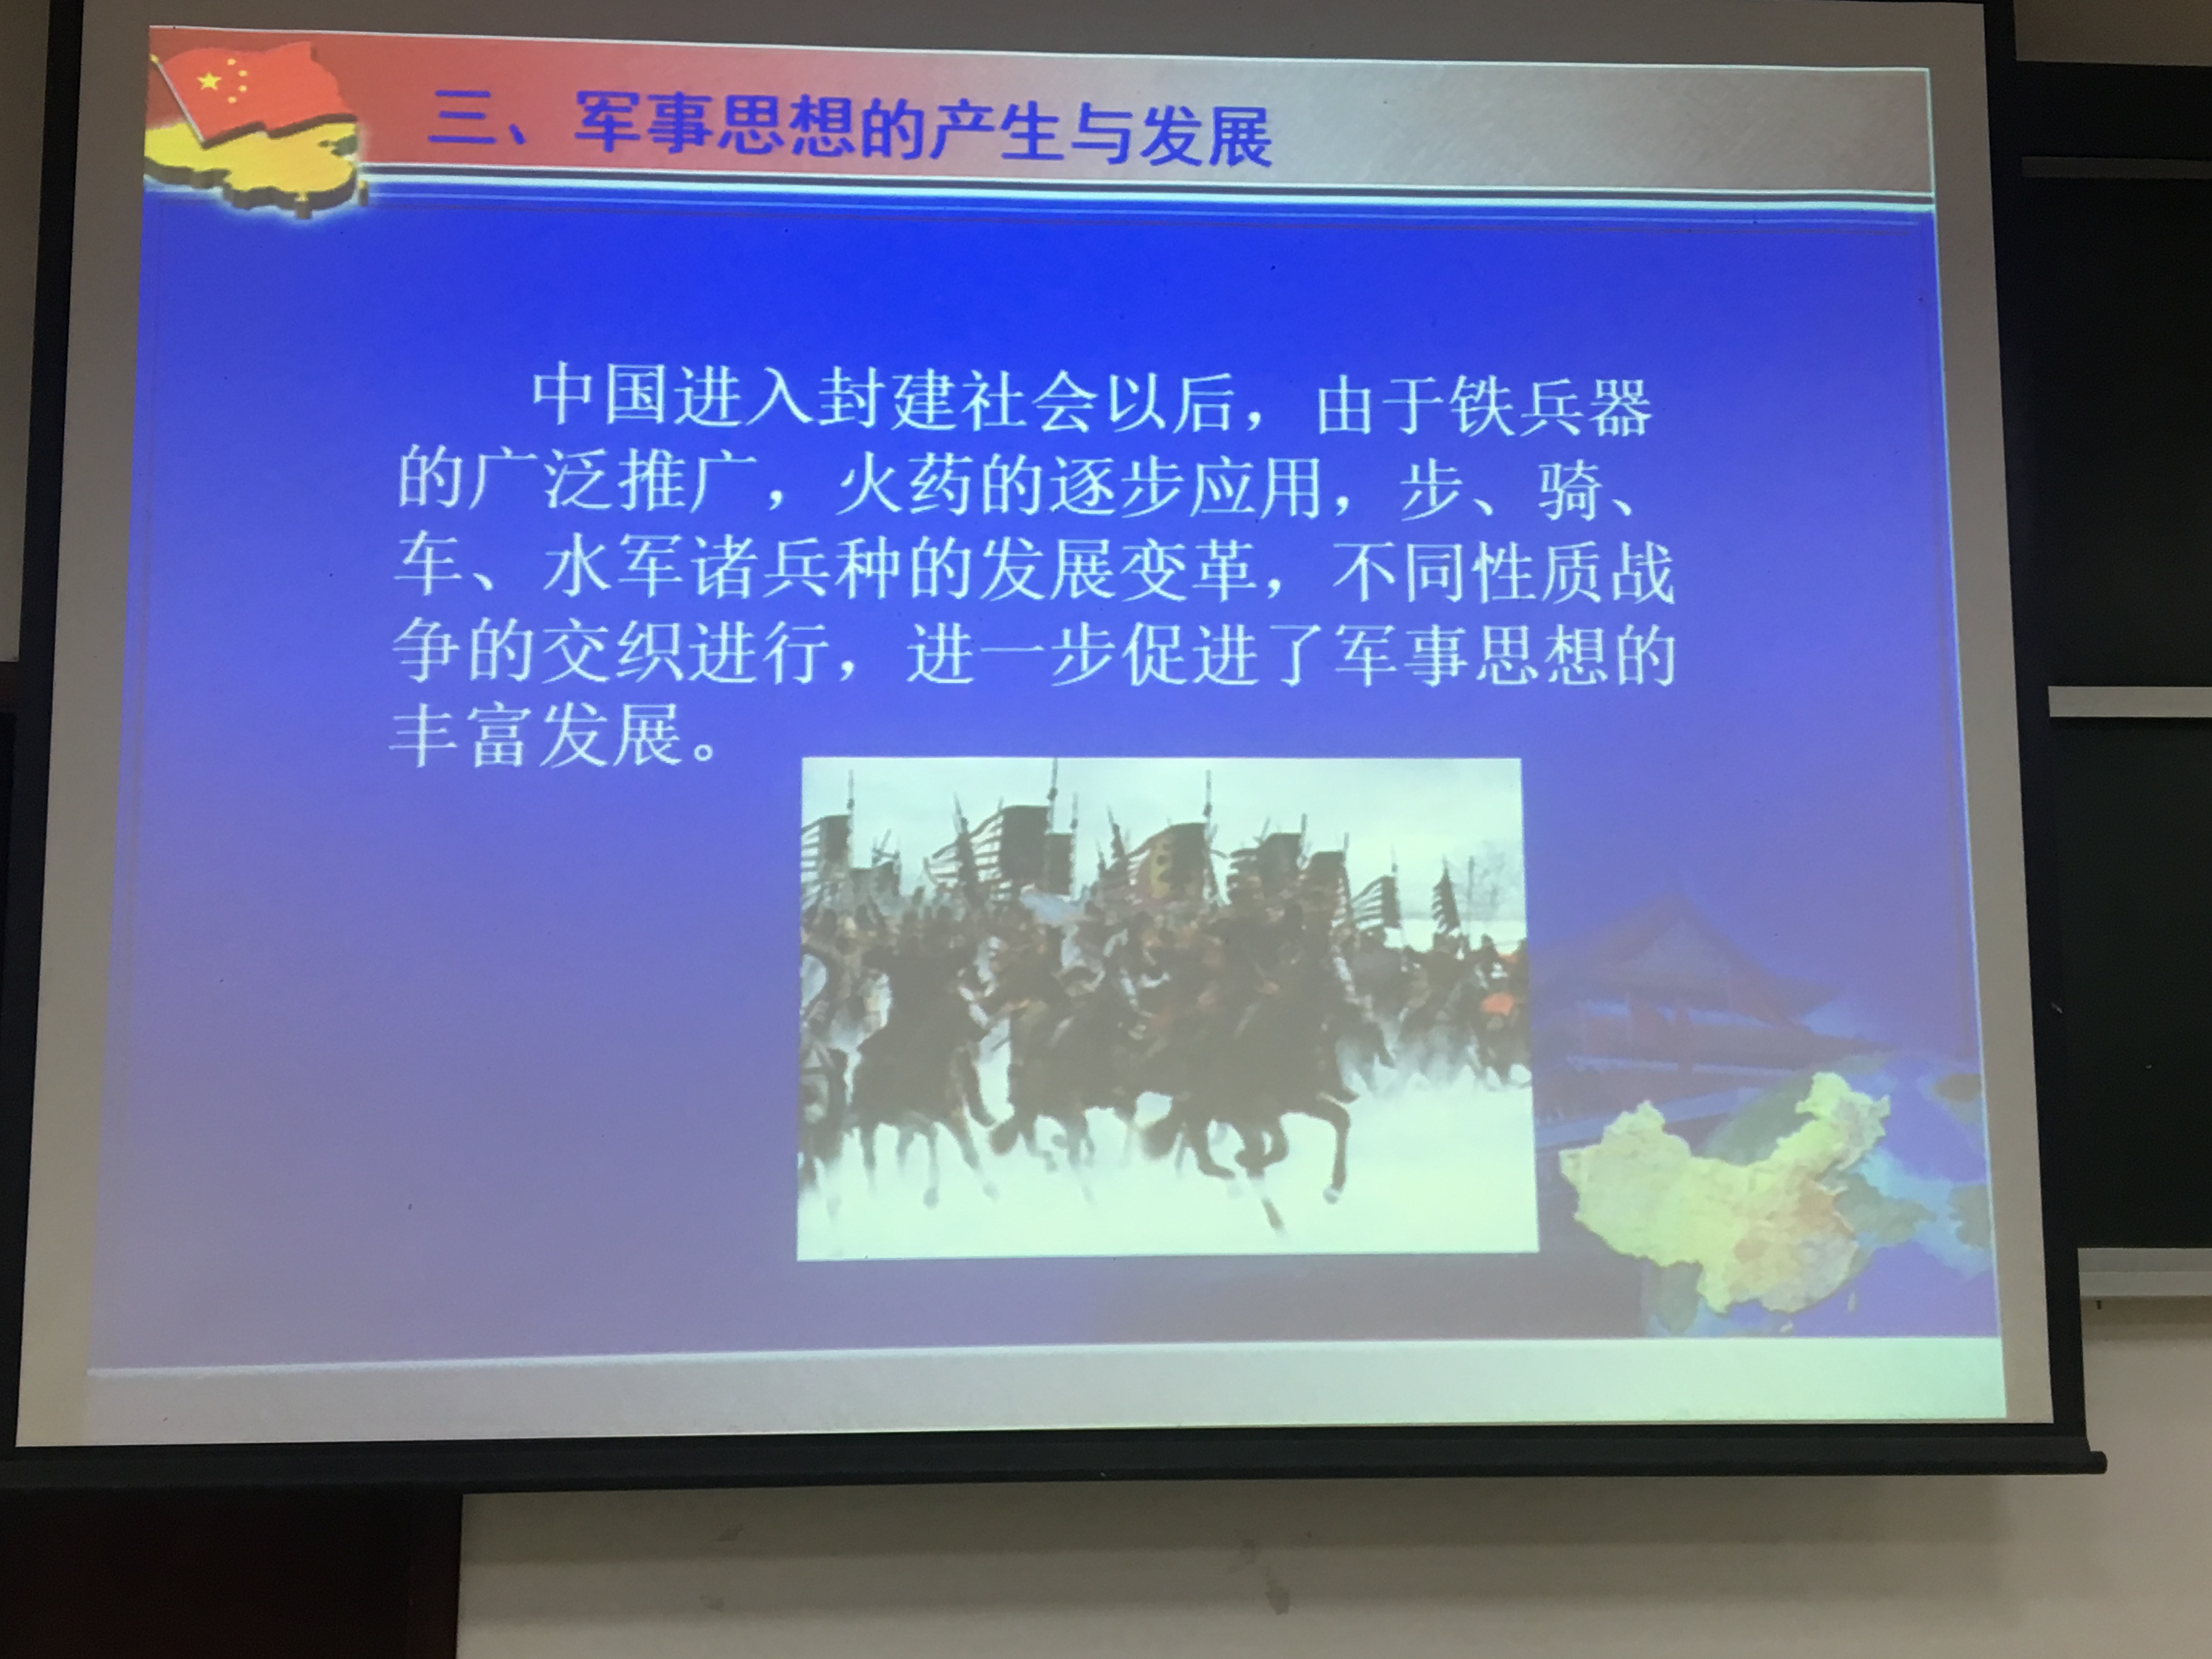 三、军事思想的产生与发展
中国进入封建社会以后，由于铁兵器
的广泛推广，火药的逐步应用，步、骑、
车、水军诸兵种的发展变革，不同性质战
争的交织进行，进一步促进了军事思想的
丰富发展。